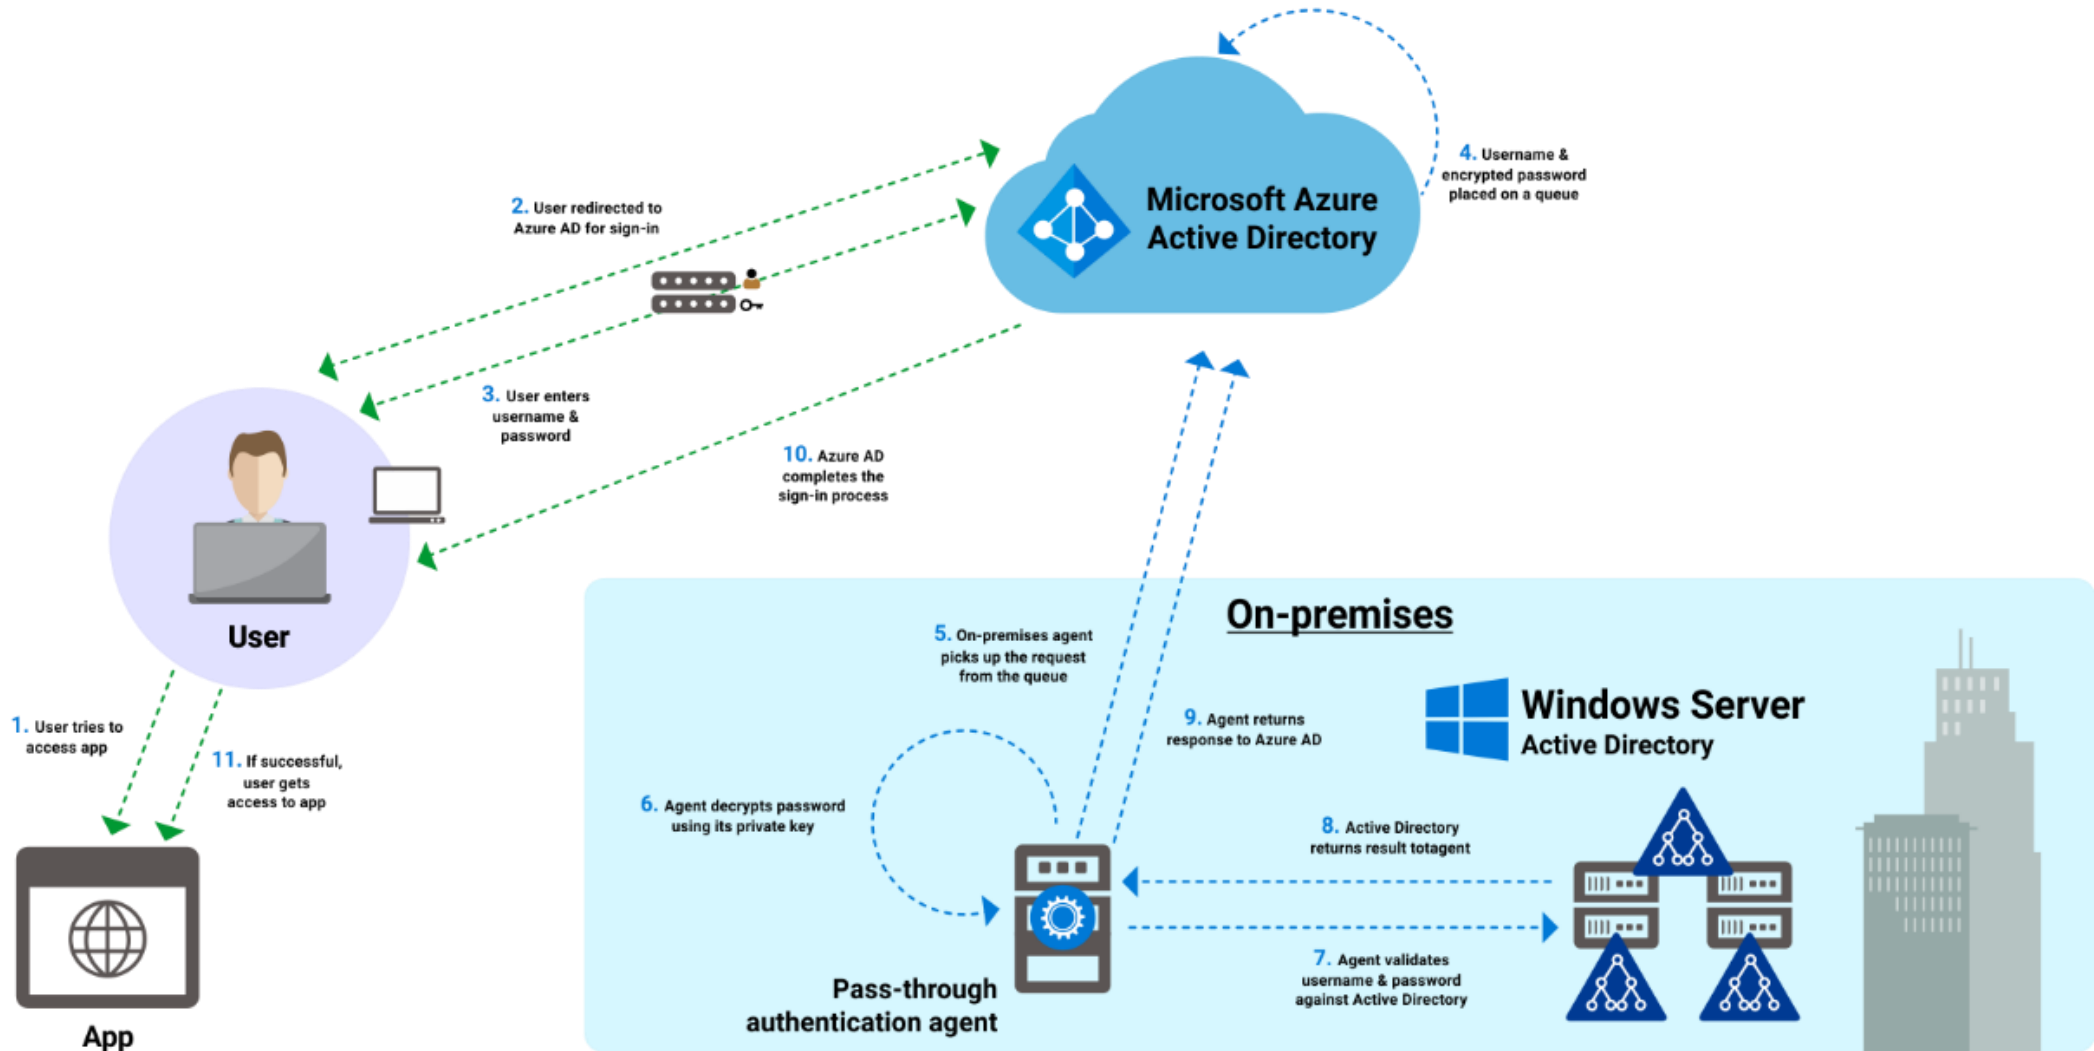 Microsoft Azure
Active Directory
4. Username &
encrypted password
placed on a queue
2. User redirected to
Azure AD for sign-in
3. User enters
username &
password
10. Azure AD
completes the
sign-in process
User
1. User tries to
access app
11. If successful,
user gets
access to app
App
On-premises
5. On-premises agent
picks up the request
from the queue
9. Agent returns
response to Azure AD
Windows Server
Active Directory
6. Agent decrypts password
using its private key
8. Active Directory
returns result totagent
7. Agent validates
username & password
against Active Directory
Pass-through
authentication agent